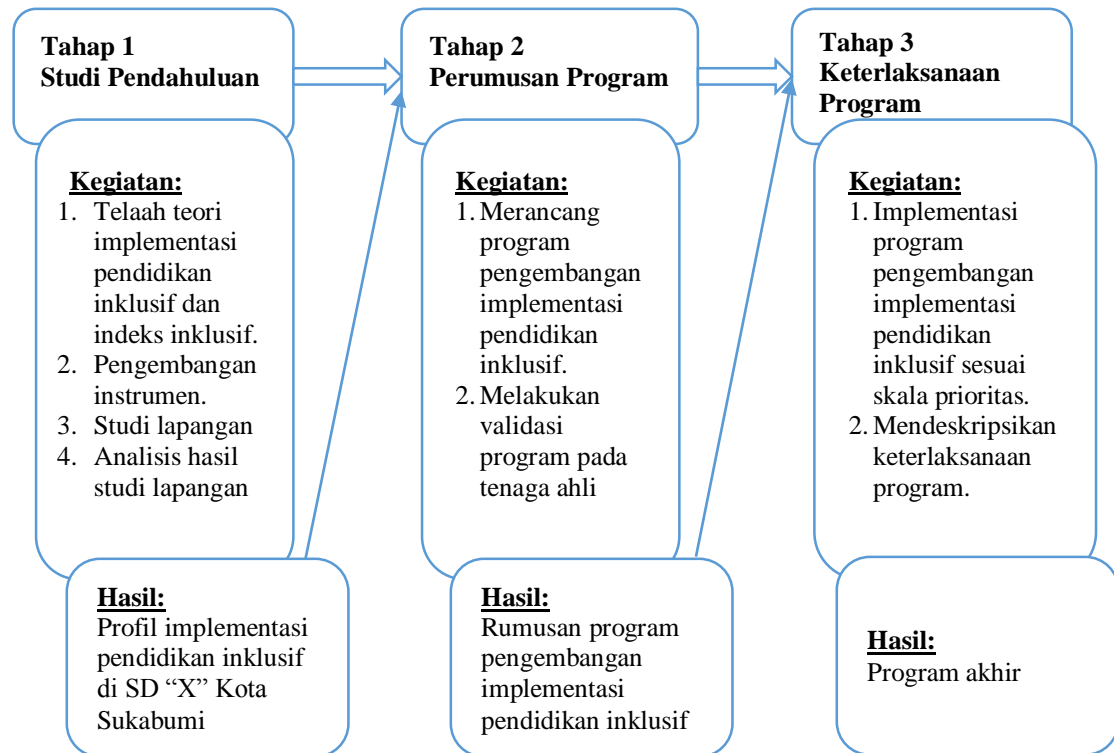 Tahap 1
Studi Pendahuluan
Kegiatan:
1. Telaah teori
implementasi
pendidikan
inklusif dan
indeks inklusif.
2. Pengembangan
instrumen.
3. Studi lapangan
4. Analisis hasil
studi lapangan
Hasil:
Profil implementasi
pendidikan inklusif
di SD “X” Kota
Sukabumi
Tahap 2
Perumusan Program
Kegiatan:
1. Merancang
program
pengembangan
implementasi
pendidikan
inklusif.
2. Melakukan
validasi
program pada
tenaga ahli
Hasil:
Rumusan program
pengembangan
implementasi
pendidikan inklusif
Tahap 3
Keterlaksanaan
Program
Kegiatan:
1. Implementasi
program
pengembangan
implementasi
pendidikan
inklusif sesuai
skala prioritas.
2. Mendeskripsikan
keterlaksanaan
program.
Hasil:
Program akhir